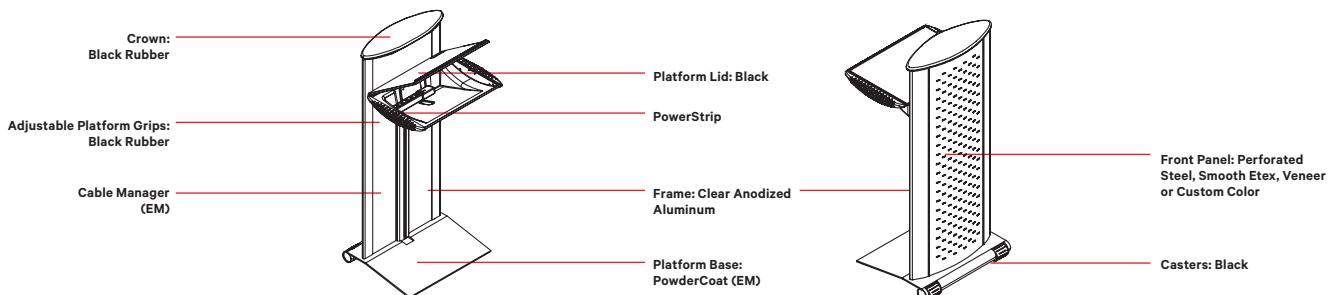 Crown:
Black Rubber
Adjustable Platform Grips:
Black Rubber
Cable Manager
(EM)
Platform Lid: Black
PowerStrip
Frame: Clear Anodized
Aluminum
Platform Base:
PowderCoat (EM)
Front Panel: Perforated
Steel, Smooth Etex, Veneer
or Custom Color
Casters: Black